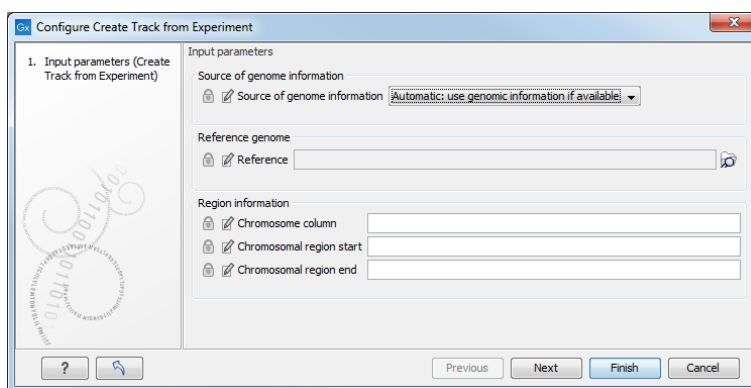 Gx Configure Create Track from Experiment
1. Input parameters (Create
Track from Experiment)
Input parameters
Source of genome information
Source of genome information Automatic: use genomic information if available
Reference genome
Reference
Region information
Chromosome column
Chromosomal region start
Chromosomal region end
? Previous Next Finish Cancel